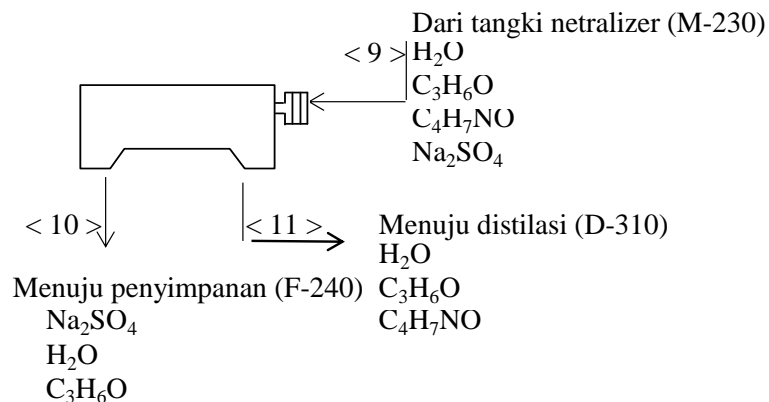 Dari tangki netralizer (M-230)
< 9 >
H₂O
C₃H₆O
C₄H₇NO
Na₂SO₄
< 10 >
< 11 >
Menuju distilasi (D-310)
H₂O
C₃H₆O
C₄H₇NO
Menuju penyimpanan (F-240)
Na₂SO₄
H₂O
C₃H₆O